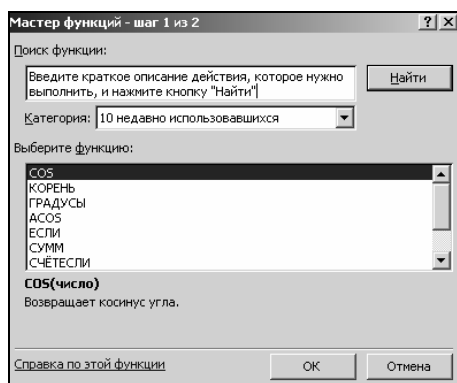 Мастер функций - шаг 1 из 2
Поиск функции:
Введите краткое описание действия, которое нужно
выполнить, и нажмите кнопку "Найти"
Найти
Категория: 10 недавно использовавшихся
Выберите функцию:
COS
КОРЕНЬ
ГРАДУСЫ
ACOS
ЕСЛИ
СУММ
СЧЁТЕСЛИ
COS(число)
Возвращает косинус угла.
Справка по этой функции
ОК
Отмена